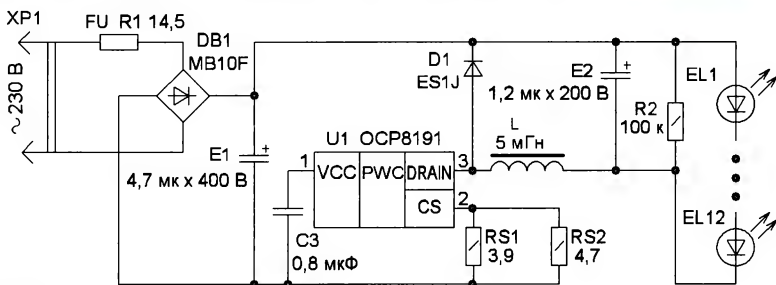 XP1
FU R1 14,5
DB1
MB10F
~230 В
E1
4,7 мк x 400 В
D1
ES1J
E2
+
1,2 мк x 200 В
R2
100 к
EL1
EL12
+
U1 OCP8191
1
VCC
PWC
DRAIN
CS
3
2
L
5 мГн
C3
0,8 мкФ
RS1
3,9
RS2
4,7